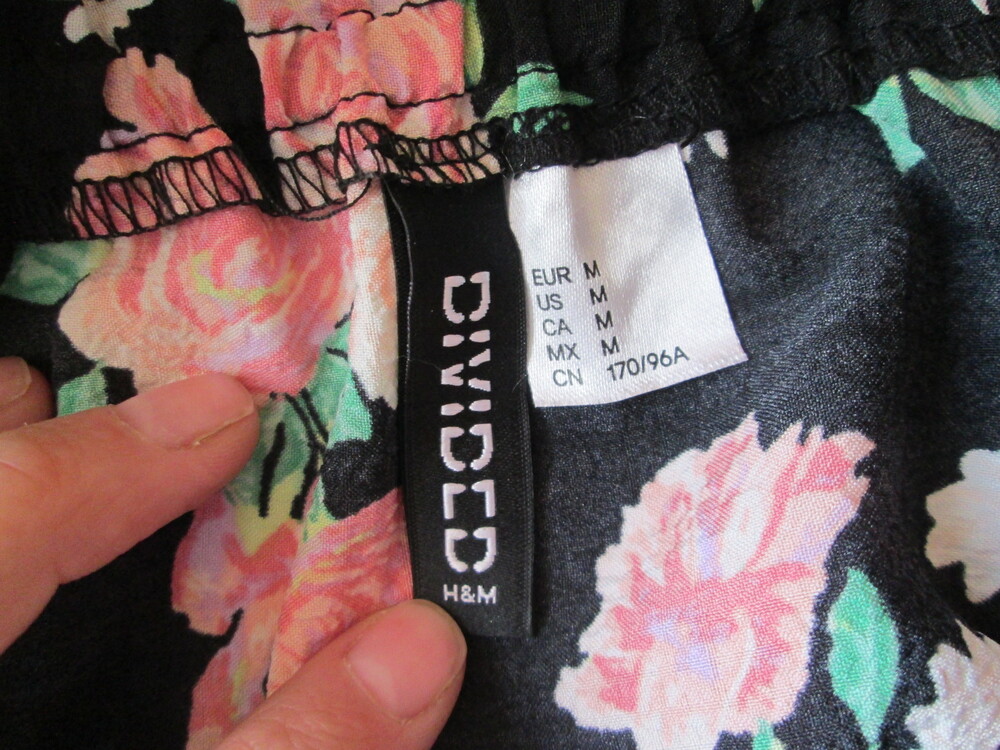 DIVIDED
H&M
EUR M
US M
CA M
MX M
CN 170/96A